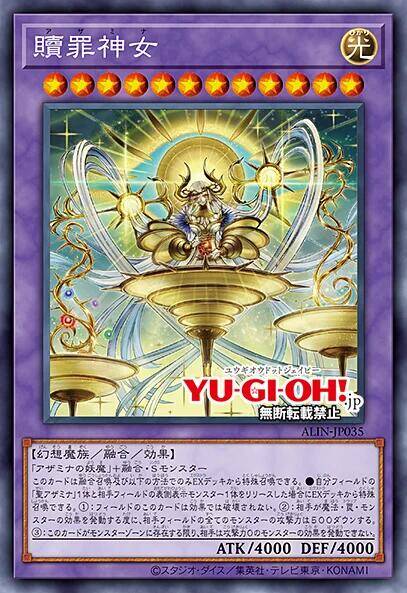 アザミナ
贖罪神女
ひかり
光
ユウギオウドットジェイピー
YU-GI-OH!.jp
無断転載禁止
ALIN-JP035
【幻想魔族/融合/効果】
「アザミナの妖魔」+融合・Sモンスター
このカードは融合召喚及び以下の方法でのみEXデッキから特殊召喚できる。●自分フィールドの
「聖アザミナ」1体と相手フィールドの表側表示モンスター1体をリリースした場合にEXデッキから特殊
召喚できる。①:フィールドのこのカードは効果では破壊されない。②:相手が魔法・罠・モン
スターの効果を発動する度に、相手フィールドの全てのモンスターの攻撃力は500ダウンする。
③:このカードがモンスターゾーンに存在する限り、相手は攻撃力0のモンスターの効果を発動できない。
ATK/4000 DEF/4000
©スタジオ・ダイス/集英社・テレビ東京・KONAMI